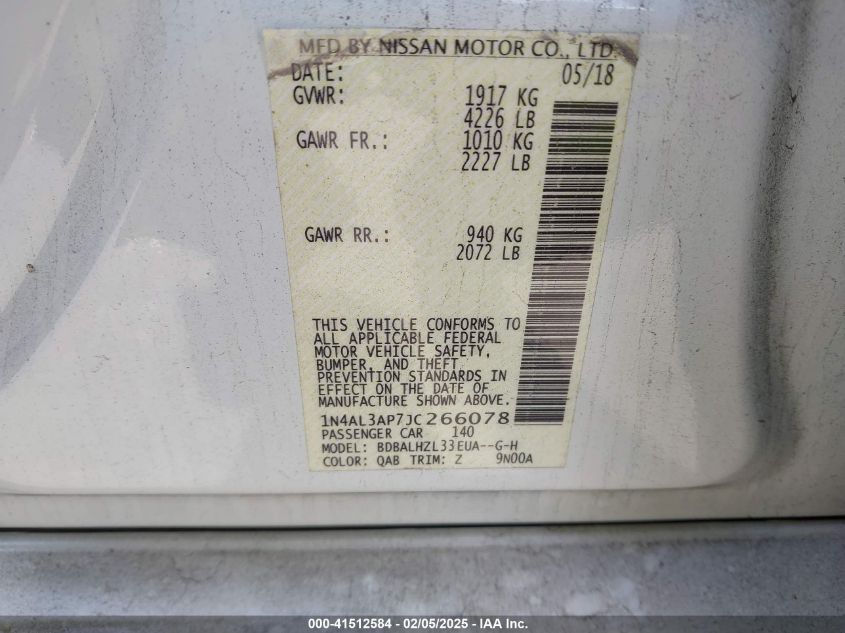 MFD BY NISSAN MOTOR CO., LTD.
DATE: 05/18
GVWR: 1917 KG
4226 LB
GAWR FR.: 1010 KG
2227 LB
GAWR RR.: 940 KG
2072 LB
THIS VEHICLE CONFORMS TO
ALL APPLICABLE FEDERAL
MOTOR VEHICLE SAFETY,
BUMPER, AND THEFT
PREVENTION STANDARDS IN
EFFECT ON THE DATE OF
MANUFACTURE SHOWN ABOVE.
1N4AL3AP7JC266078
PASSENGER CAR 140
MODEL: BDBALHZL33EUA--G-H
COLOR: QAB TRIM: Z 9N00A
000-41512584 - 02/05/2025 - IAA Inc.